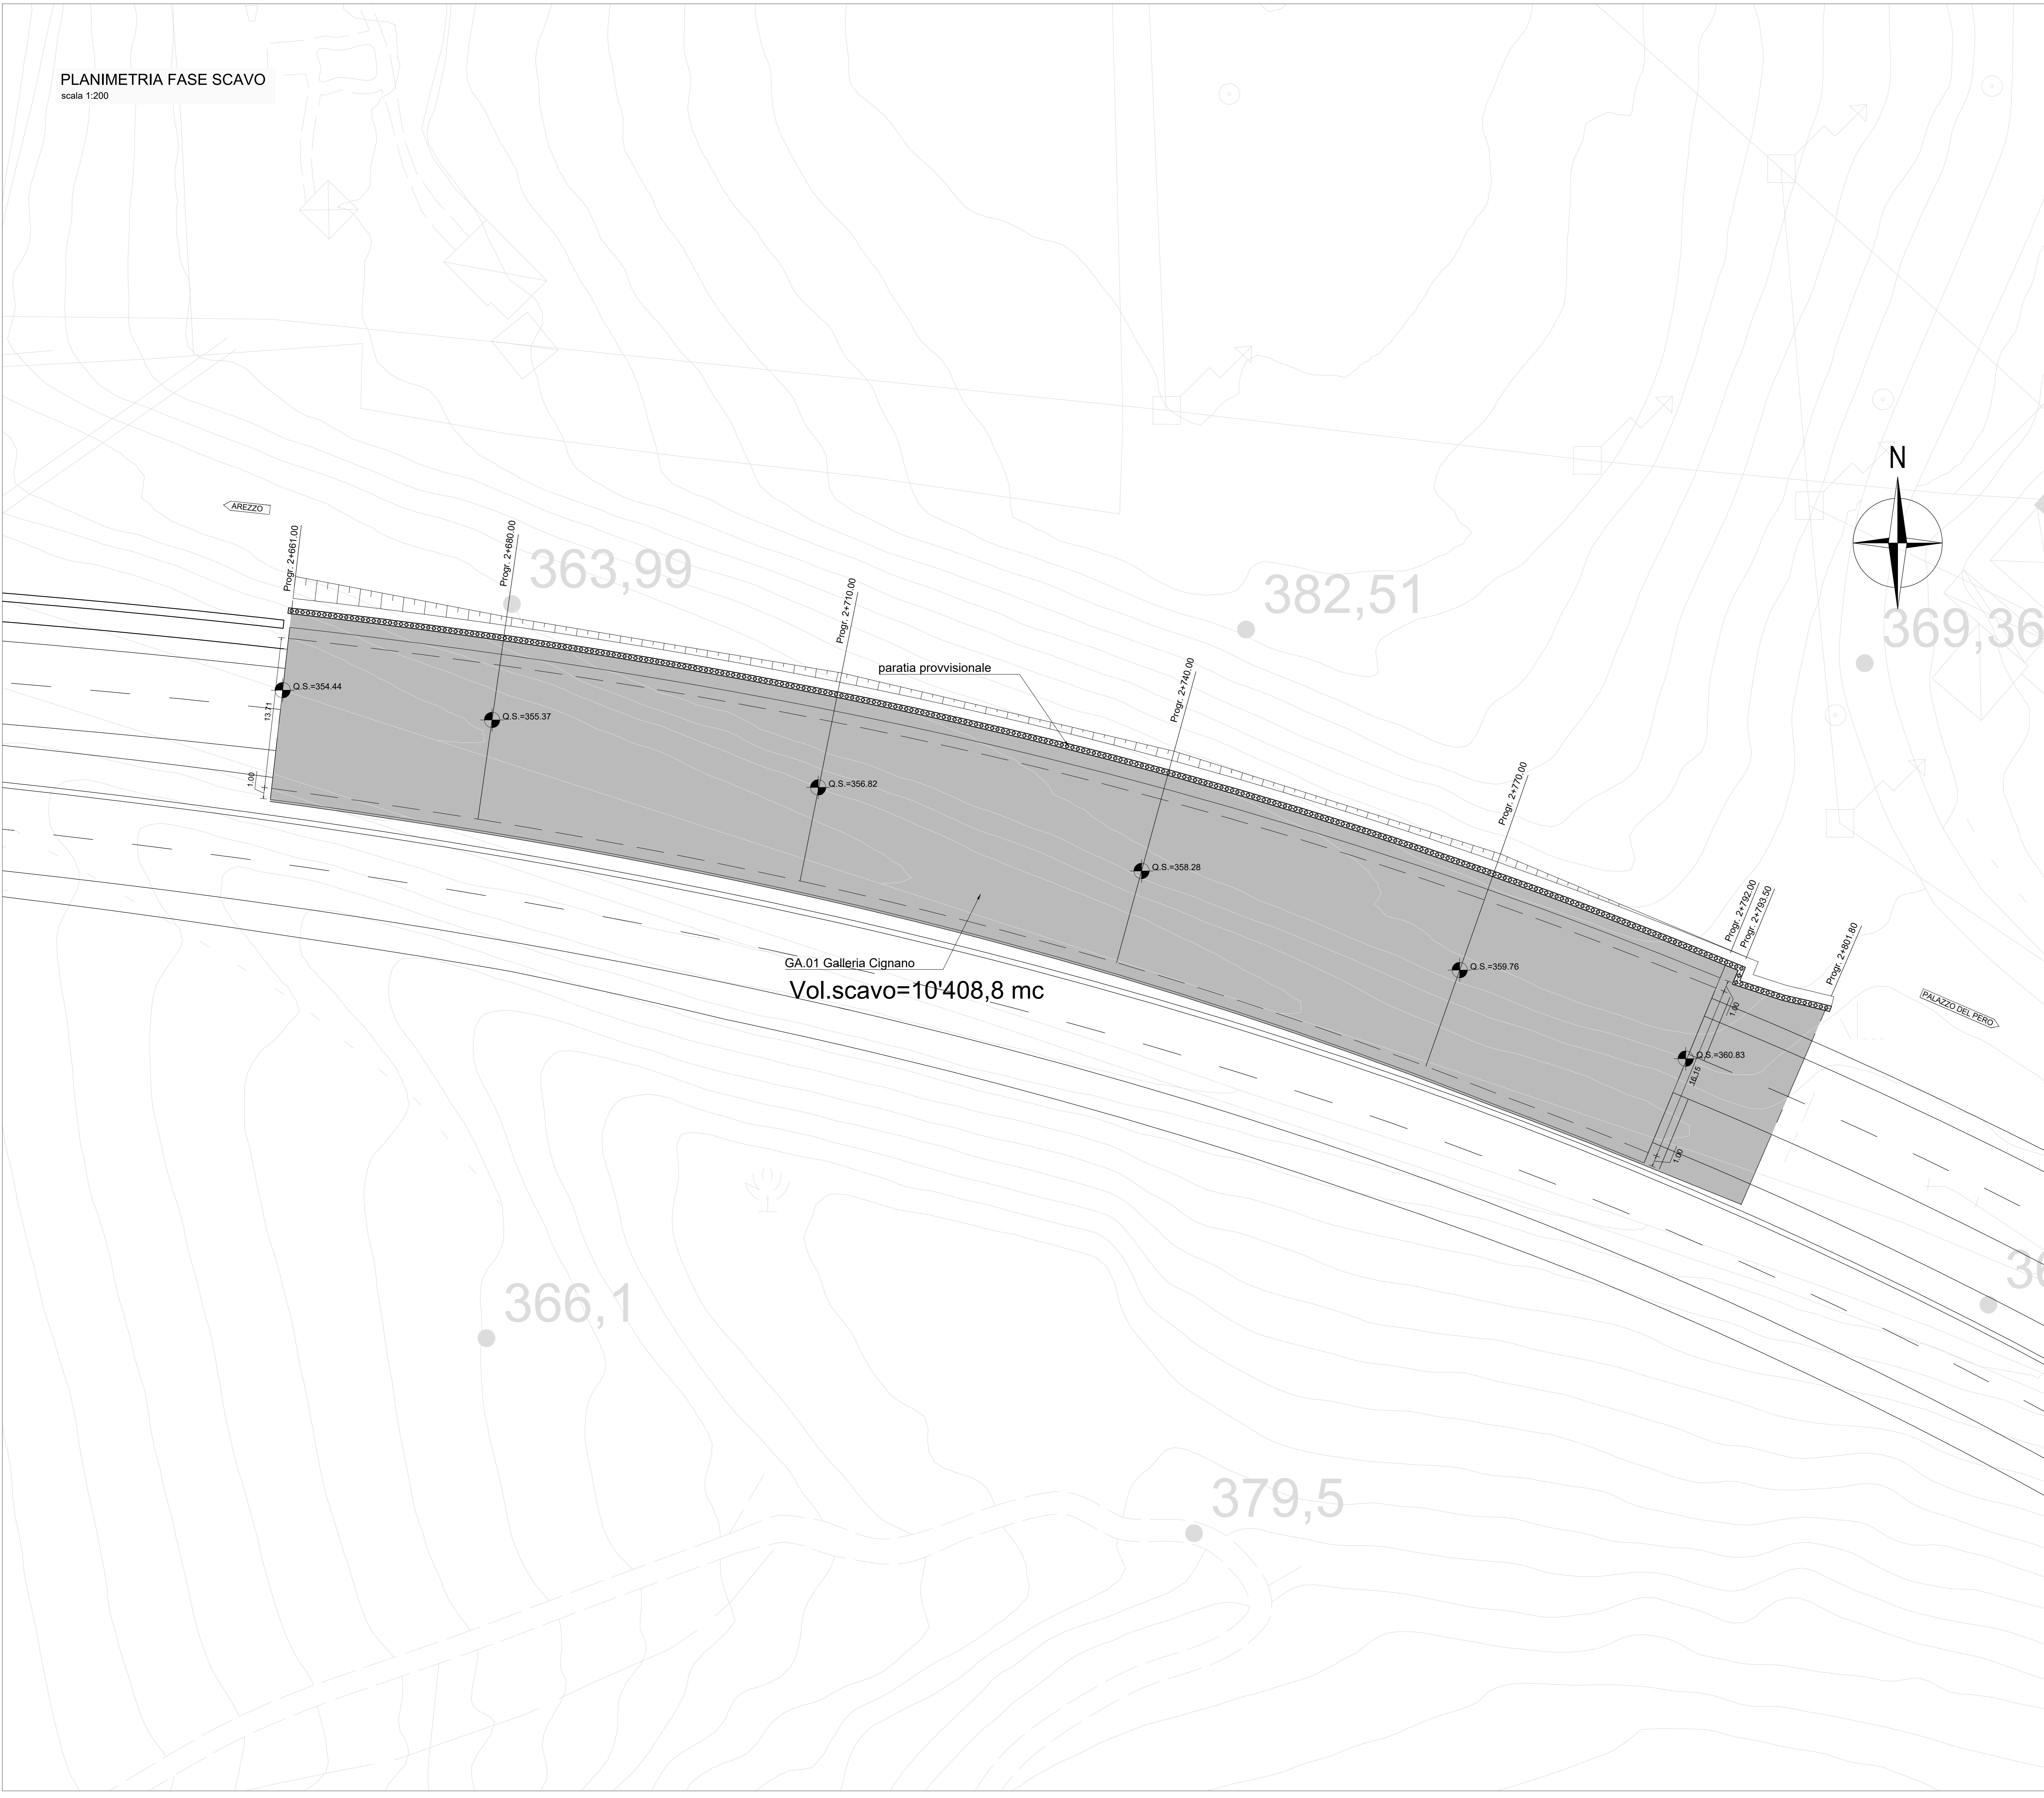 PLANIMETRIA FASE SCAVO
scala 1:200
N
AREZZO
Progr. 2+661.00
Progr. 2+680.00
363,99
Progr. 2+710.00
382,51
369,36
paratia provvisionale
Progr. 2+740.00
Q.S.=354.44
13.71
Q.S.=355.37
1.00
Q.S.=356.82
Progr. 2+770.00
Q.S.=358.28
Progr. 2+792.00
Progr. 2+793.50
Progr. 2+801.80
GA.01 Galleria Cignano
Q.S.=359.76
Vol.scavo=10'408,8 mc
1.00
PALAZZO DEL PERO
Q.S.=360.83
16.15
1.00
366,1
379,5